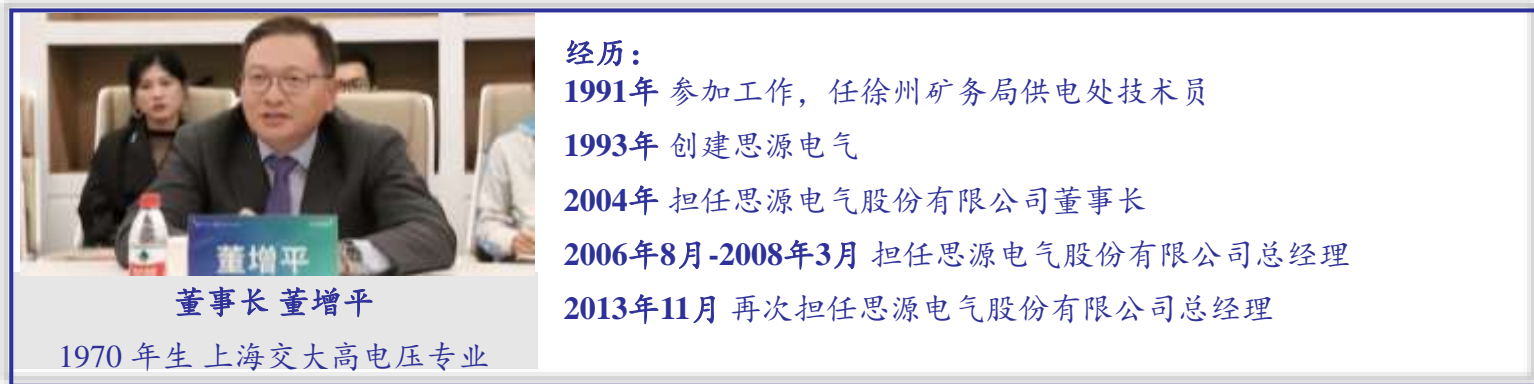 董增平
董事长 董增平
1970 年生 上海交大高电压专业
经历：
1991年 参加工作，任徐州矿务局供电处技术员
1993年 创建思源电气
2004年 担任思源电气股份有限公司董事长
2006年8月-2008年3月 担任思源电气股份有限公司总经理
2013年11月 再次担任思源电气股份有限公司总经理